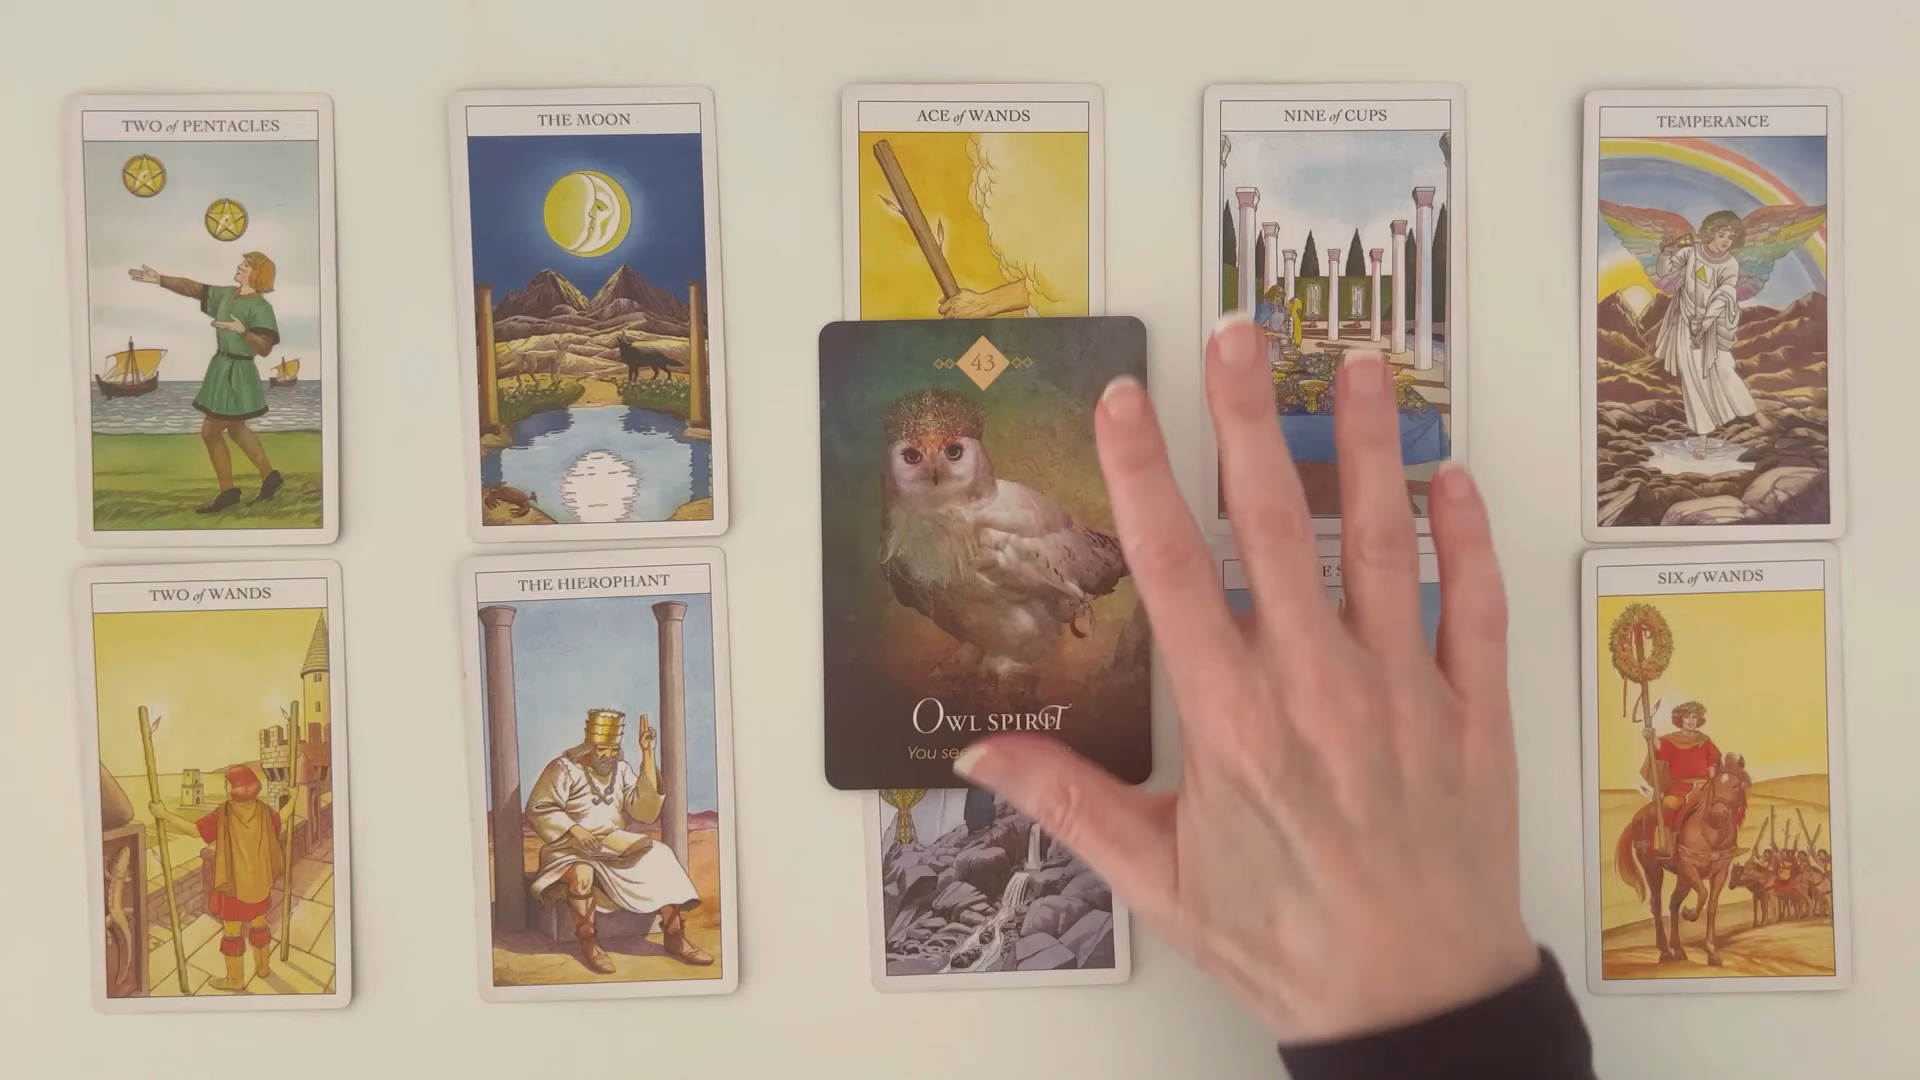 TWO of PENTACLES
THE MOON
ACE of WANDS
NINE of CUPS
TEMPERANCE
43
OWL SPIRIT
You
TWO of WANDS
THE HIEROPHANT
SIX of WANDS